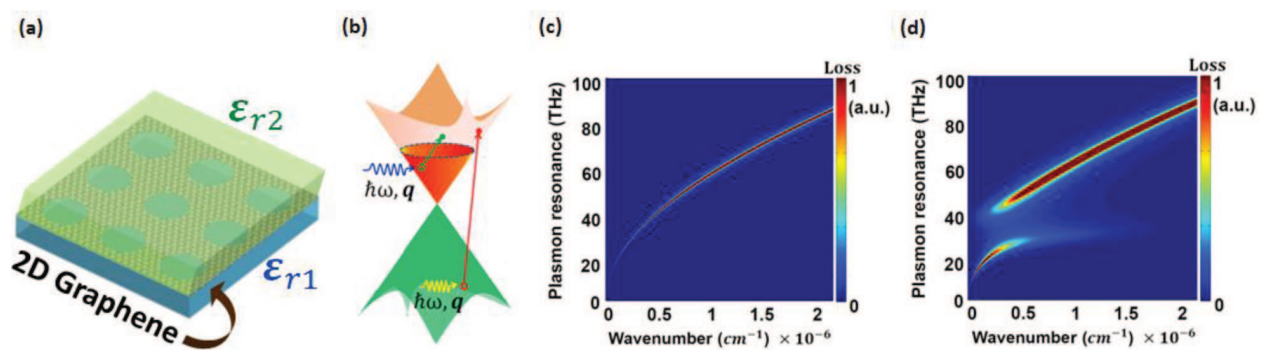 (a)
εr2
εr1
2D Graphene
(b)
ħω, q
ħω, q
(c)
Loss
1
(a.u.)
0
Plasmon resonance (THz)
100
80
60
40
20
0
0 0.5 1 1.5 2
Wavenumber (cm⁻¹) × 10⁻⁶
(d)
Loss
1
(a.u.)
0
Plasmon resonance (THz)
100
80
60
40
20
0
0 0.5 1 1.5 2
Wavenumber (cm⁻¹) × 10⁻⁶